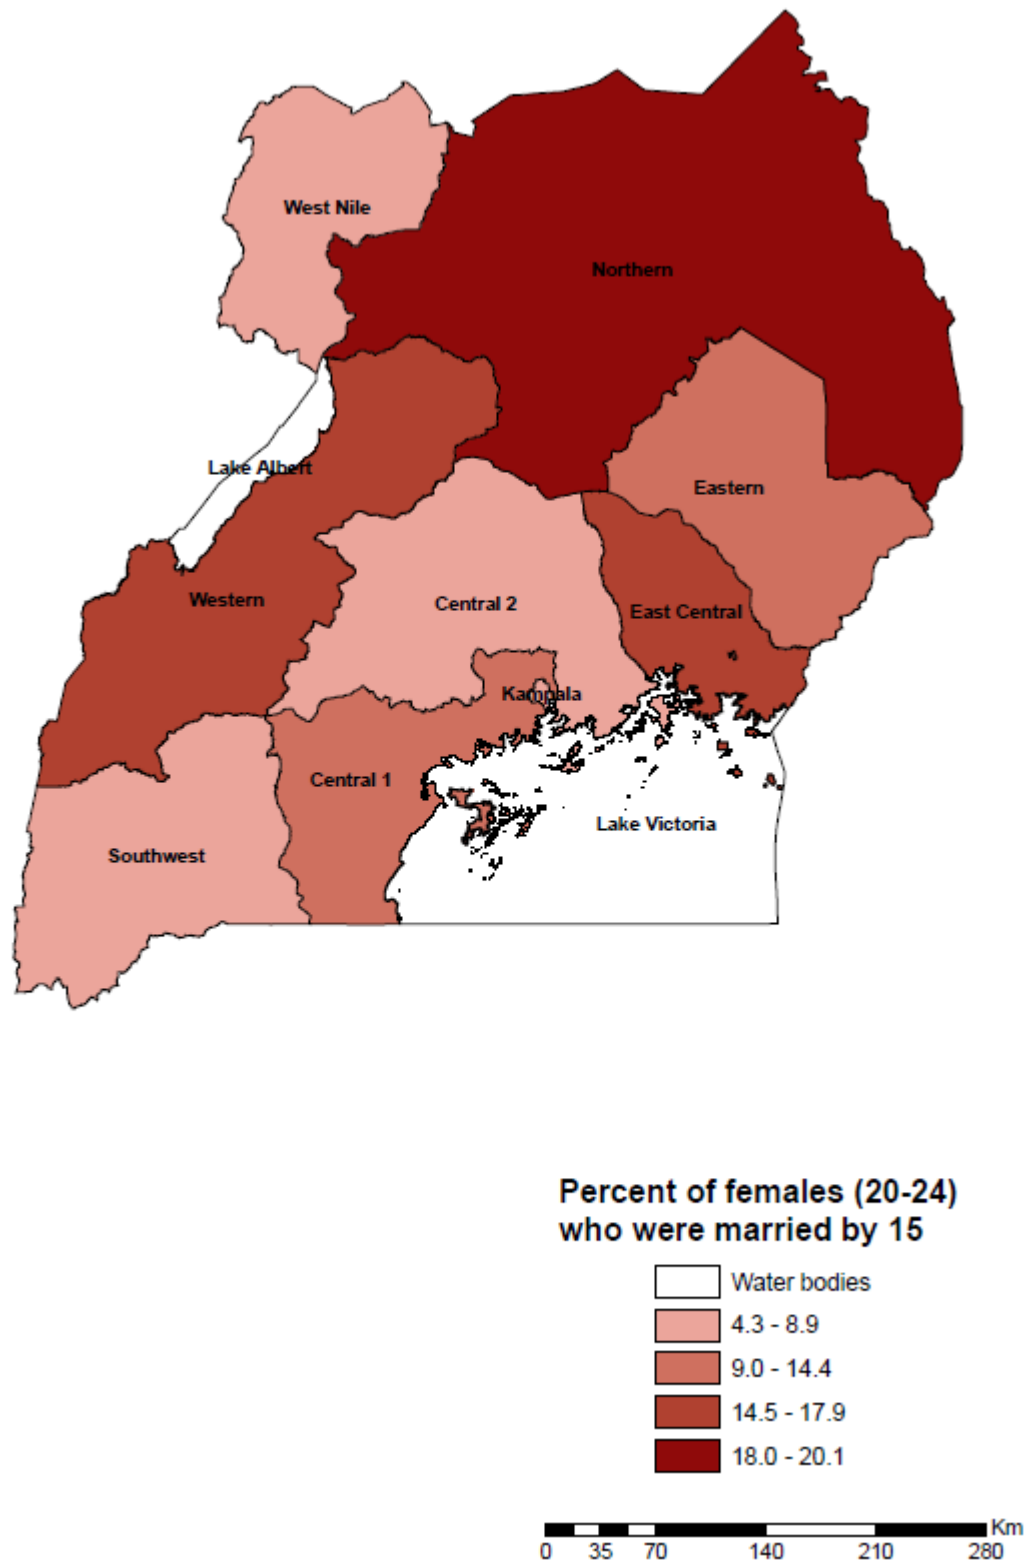 West Nile
Northern
Lake Albert
Eastern
Western
Central 2
East Central
Kampala
Central 1
Lake Victoria
Southwest
Percent of females (20-24)
who were married by 15
Water bodies
4.3 - 8.9
9.0 - 14.4
14.5 - 17.9
18.0 - 20.1
Km
0 35 70 140 210 280